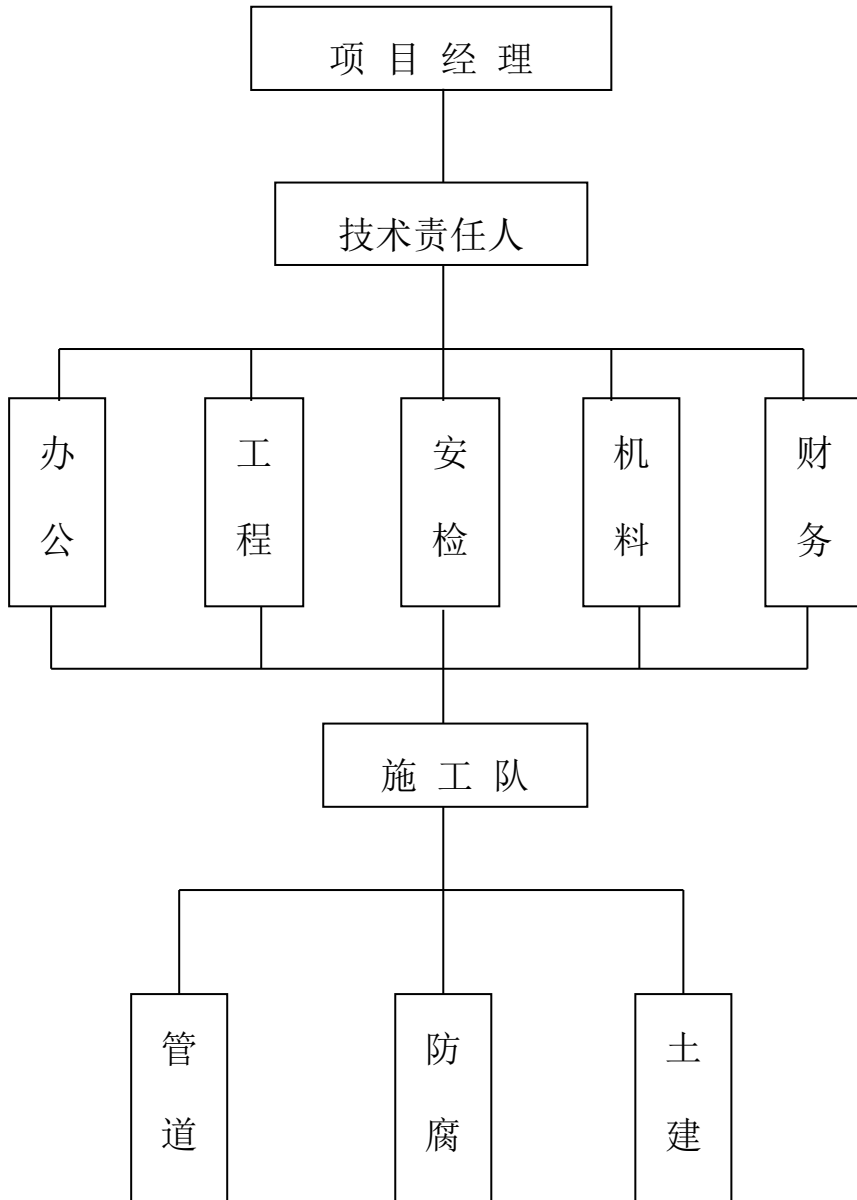 项 目 经 理
技术责任人
办公
工程
安检
机料
财务
施 工 队
管道
防腐
土建